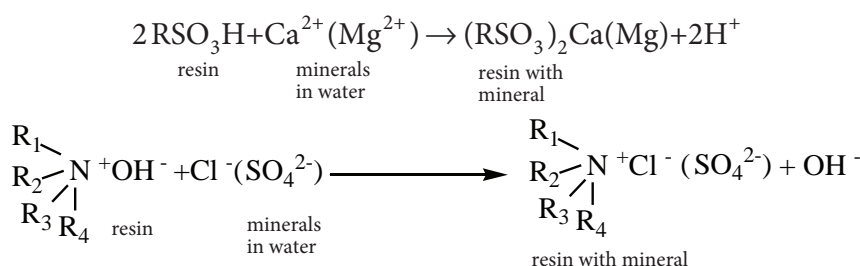 2 RSO₃H+Ca²⁺(Mg²⁺)→(RSO₃)₂Ca(Mg)+2H⁺
resin minerals in water resin with mineral
R₁
R₂ N ⁺OH⁻ +Cl⁻(SO₄²⁻)
R₃ R₄ resin minerals in water
R₁
R₂ N ⁺Cl⁻ (SO₄²⁻) + OH⁻
R₃ R₄
resin with mineral